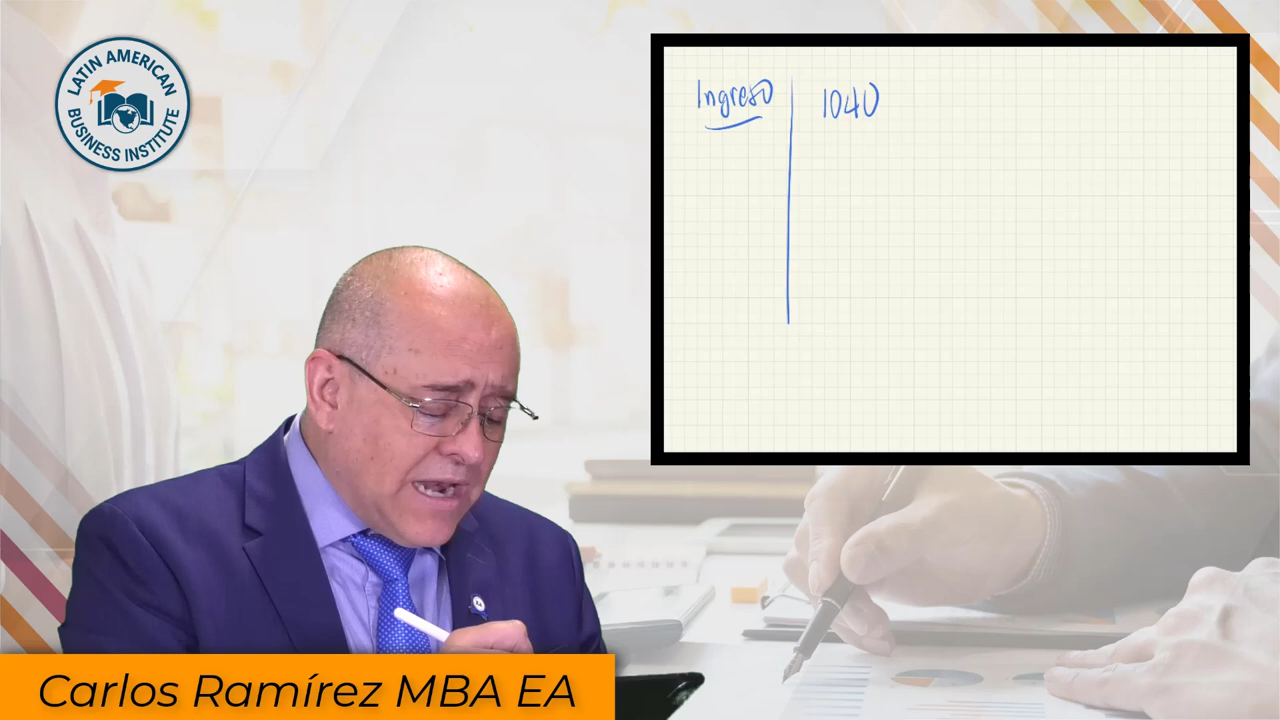 LATIN AMERICAN
BUSINESS INSTITUTE
Ingreso 1040
Carlos Ramírez MBA EA